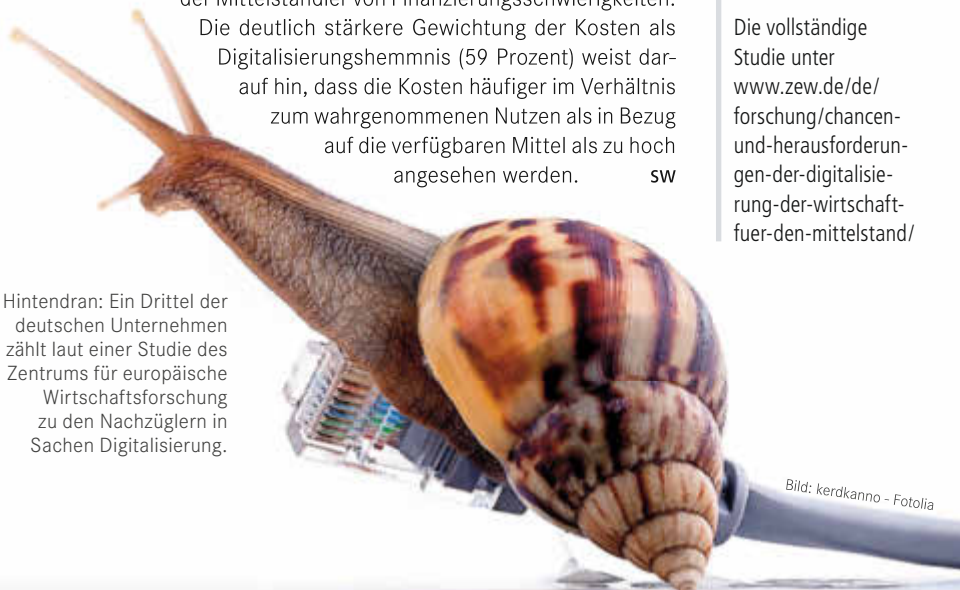 der Mittelständler von Finanzierungsschwierigkeiten.
Die deutlich stärkere Gewichtung der Kosten als
Digitalisierungshemmnis (59 Prozent) weist dar-
auf hin, dass die Kosten häufiger im Verhältnis
zum wahrgenommenen Nutzen als in Bezug
auf die verfügbaren Mittel als zu hoch
angesehen werden. SW
Die vollständige
Studie unter
www.zew.de/de/
forschung/chancen-
und-herausforderun-
gen-der-digitalisie-
rung-der-wirtschaft-
fuer-den-mittelstand/
Hintendran: Ein Drittel der
deutschen Unternehmen
zählt laut einer Studie des
Zentrums für europäische
Wirtschaftsforschung
zu den Nachzüglern in
Sachen Digitalisierung.
Bild: kerdkanno - Fotolia